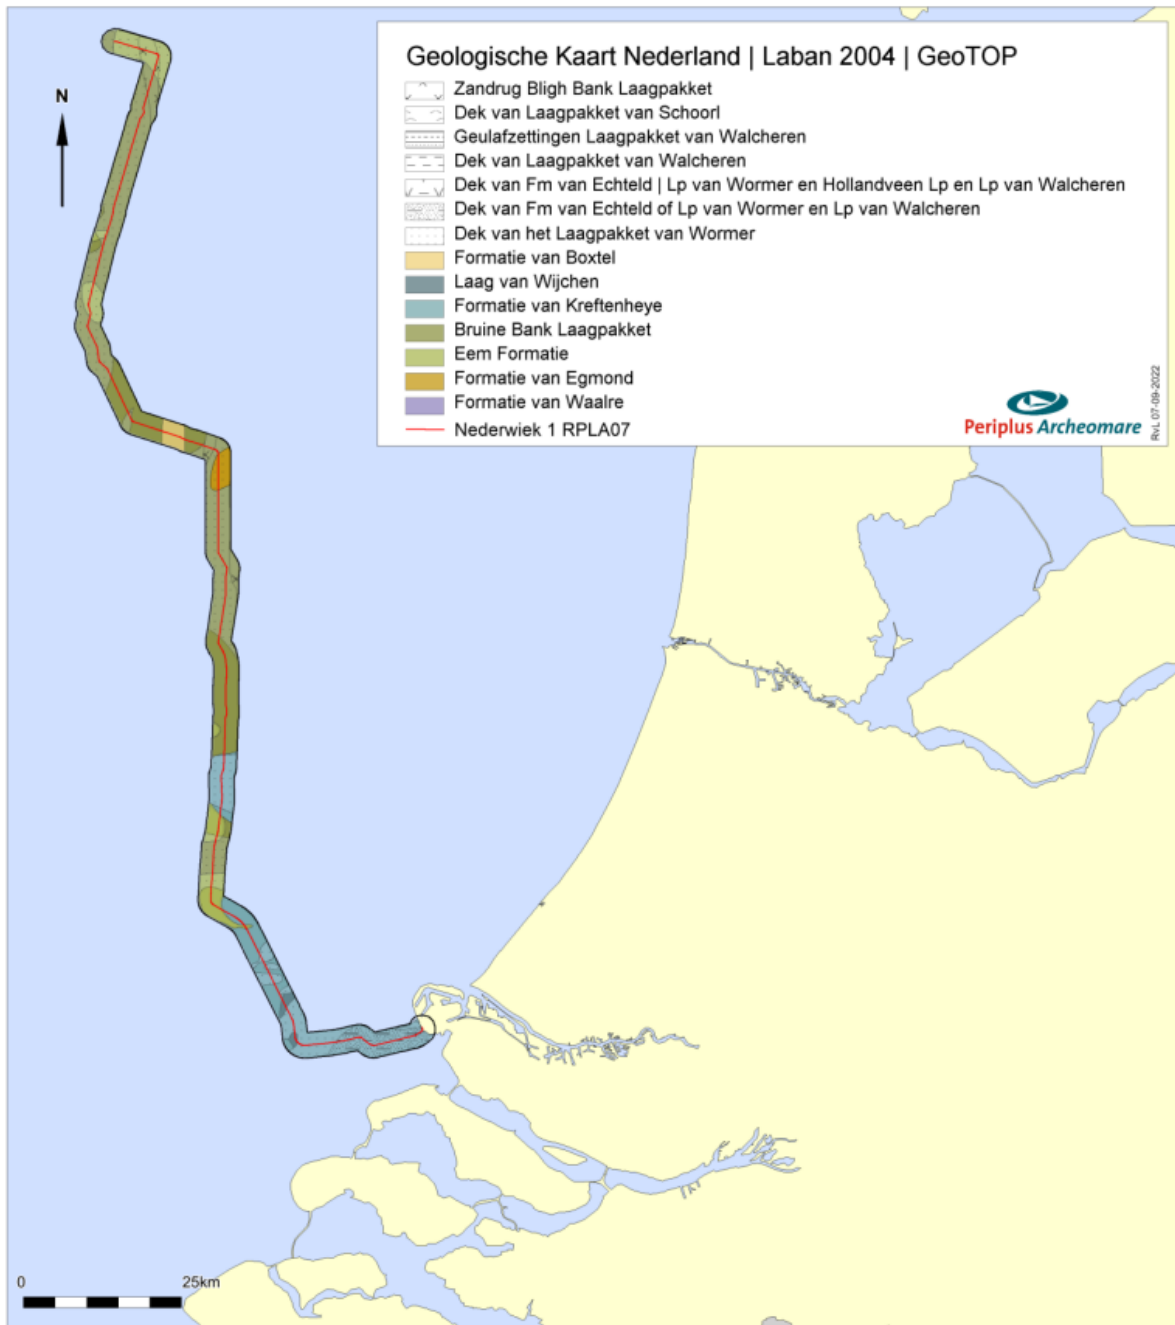 Geologische Kaart Nederland | Laban 2004 | GeoTOP
Zandrug Bligh Bank Laagpakket
Dek van Laagpakket van Schoorl
Geulafzettingen Laagpakket van Walcheren
Dek van Laagpakket van Walcheren
Dek van Fm van Echteld | Lp van Wormer en Hollandveen Lp en Lp van Walcheren
Dek van Fm van Echteld of Lp van Wormer en Lp van Walcheren
Dek van het Laagpakket van Wormer
Formatie van Boxtel
Laag van Wijchen
Formatie van Kreftenheye
Bruine Bank Laagpakket
Eem Formatie
Formatie van Egmond
Formatie van Waalre
Nederwiek 1 RPLA07
Periplus Archeomare
RvL 07-09-2022
N
0 25km